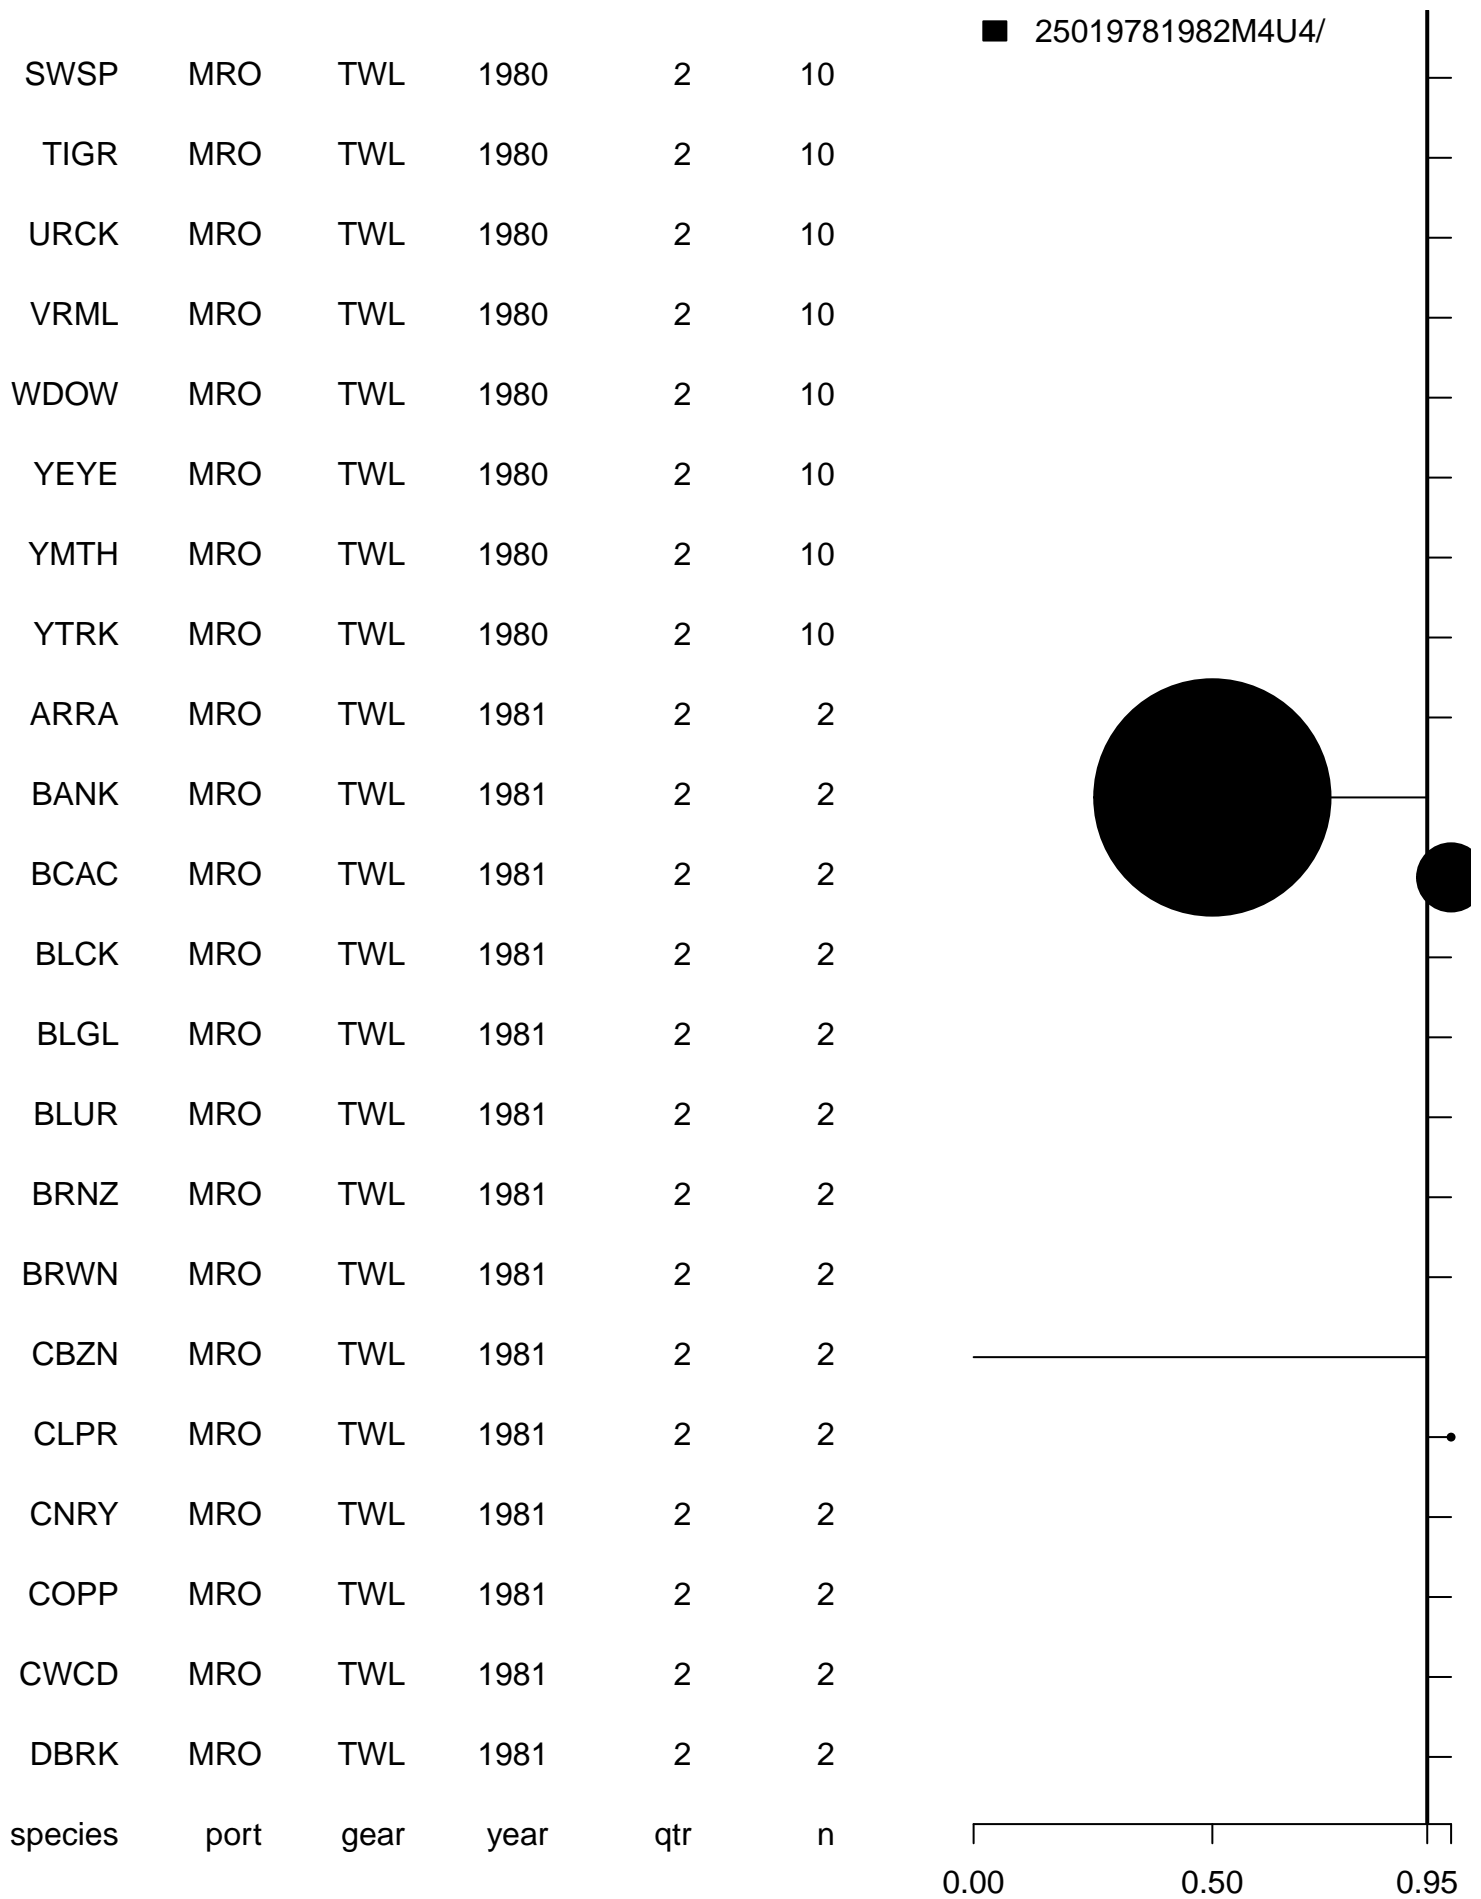 25019781982M4U4/
SWSP MRO TWL 1980 2 10
TIGR MRO TWL 1980 2 10
URCK MRO TWL 1980 2 10
VRML MRO TWL 1980 2 10
WDOW MRO TWL 1980 2 10
YEYE MRO TWL 1980 2 10
YMTH MRO TWL 1980 2 10
YTRK MRO TWL 1980 2 10
ARRA MRO TWL 1981 2 2
BANK MRO TWL 1981 2 2
BCAC MRO TWL 1981 2 2
BLCK MRO TWL 1981 2 2
BLGL MRO TWL 1981 2 2
BLUR MRO TWL 1981 2 2
BRNZ MRO TWL 1981 2 2
BRWN MRO TWL 1981 2 2
CBZN MRO TWL 1981 2 2
CLPR MRO TWL 1981 2 2
CNRY MRO TWL 1981 2 2
COPP MRO TWL 1981 2 2
CWCD MRO TWL 1981 2 2
DBRK MRO TWL 1981 2 2
species port gear year qtr n
0.00 0.50 0.95